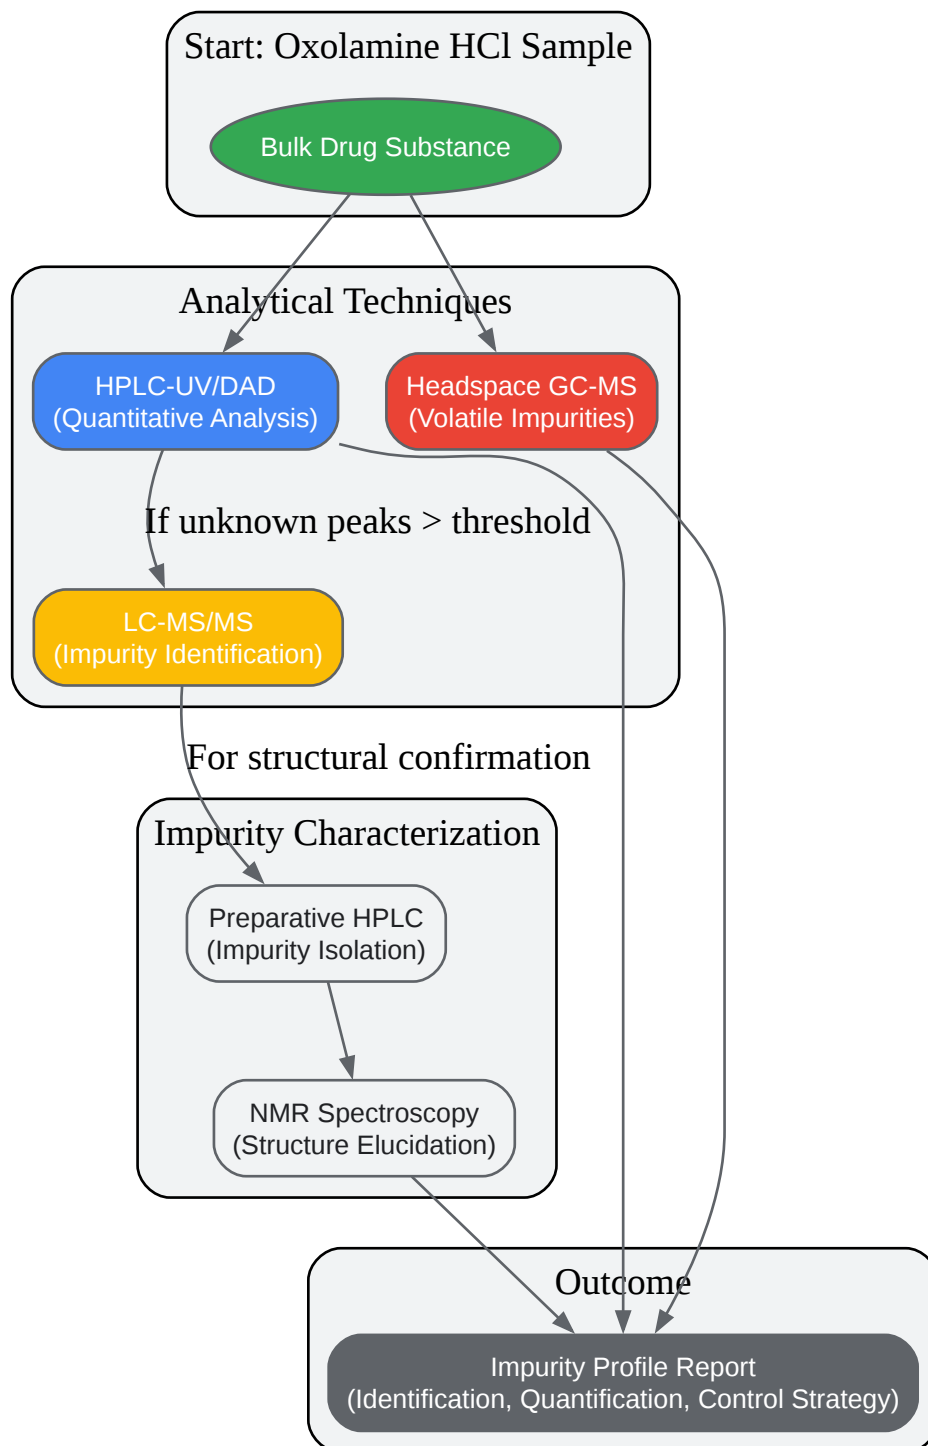 Start: Oxolamine HCl Sample
Bulk Drug Substance
Analytical Techniques
HPLC-UV/DAD
(Quantitative Analysis)
Headspace GC-MS
(Volatile Impurities)
If unknown peaks > threshold
LC-MS/MS
(Impurity Identification)
For structural confirmation
Impurity Characterization
Preparative HPLC
(Impurity Isolation)
NMR Spectroscopy
(Structure Elucidation)
Outcome
Impurity Profile Report
(Identification, Quantification, Control Strategy)